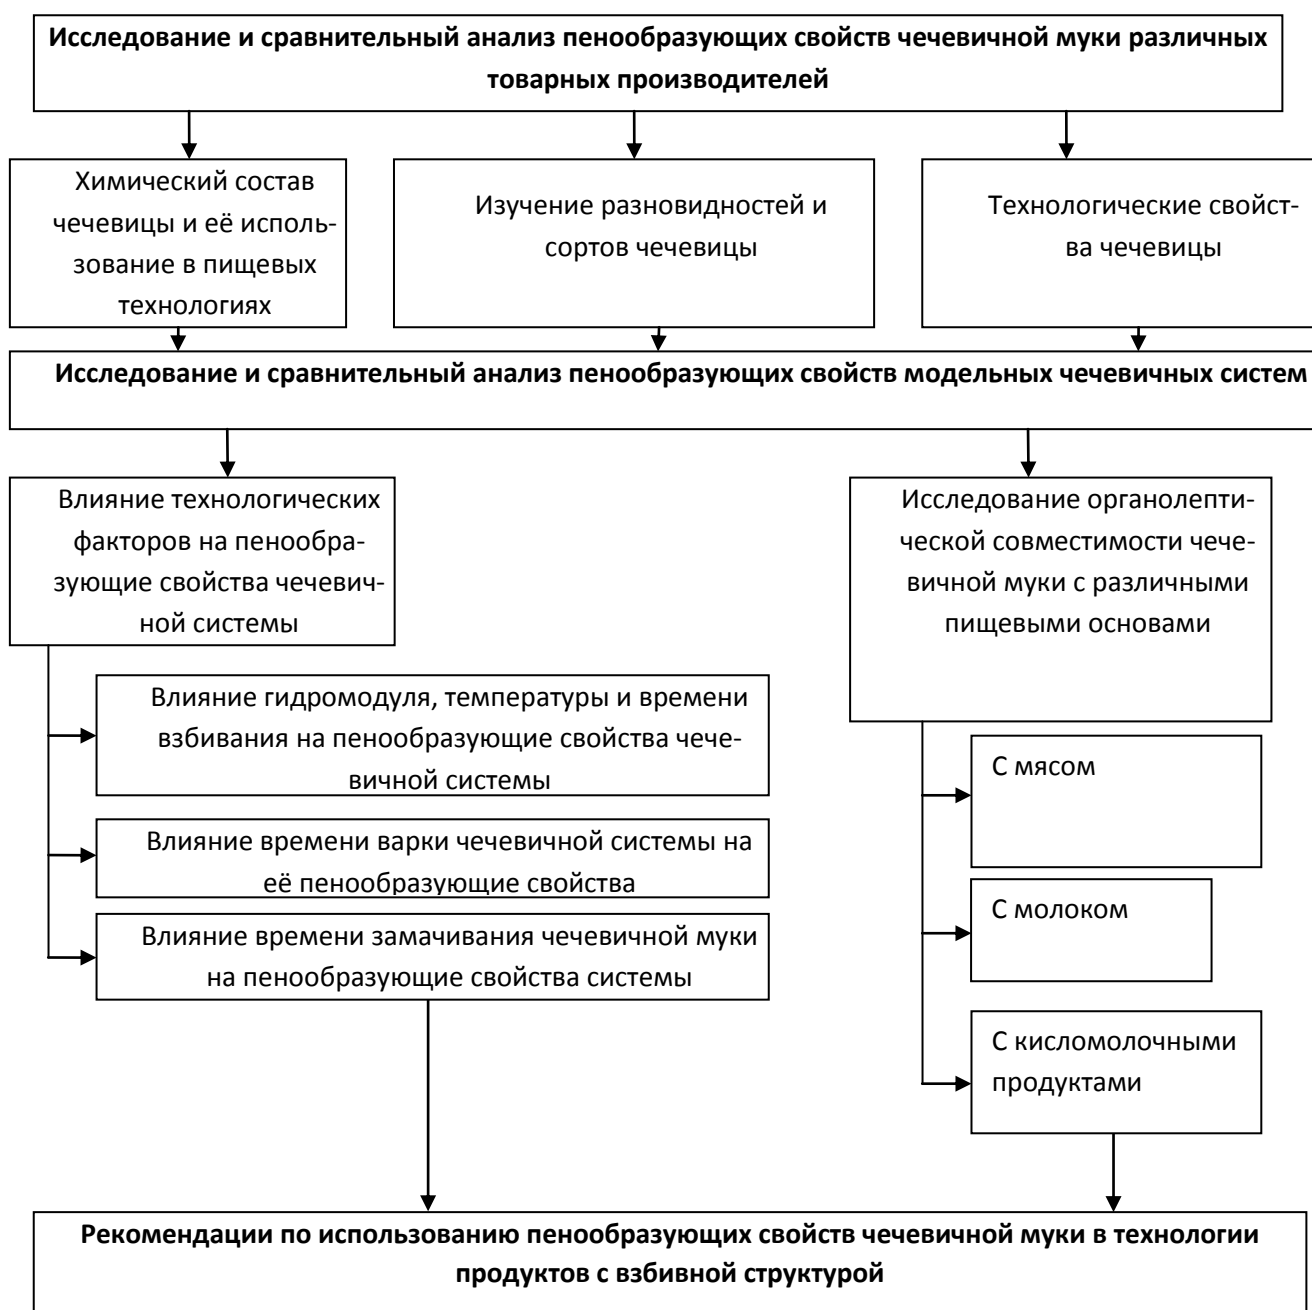 Исследование и сравнительный анализ пенообразующих свойств чечевичной муки различных
товарных производителей
Химический состав
чечевицы и её исполь-
зование в пищевых
технологиях
Изучение разновидностей и
сортов чечевицы
Технологические свойст-
ва чечевицы
Исследование и сравнительный анализ пенообразующих свойств модельных чечевичных систем
Влияние технологических
факторов на пенообра-
зующие свойства чечевич-
ной системы
Исследование органолепти-
ческой совместимости чече-
вичной муки с различными
пищевыми основами
Влияние гидромодуля, температуры и времени
взбивания на пенообразующие свойства чече-
вичной системы
Влияние времени варки чечевичной системы на
её пенообразующие свойства
Влияние времени замачивания чечевичной муки
на пенообразующие свойства системы
С мясом
С молоком
С кисломолочными
продуктами
Рекомендации по использованию пенообразующих свойств чечевичной муки в технологии
продуктов с взбивной структурой